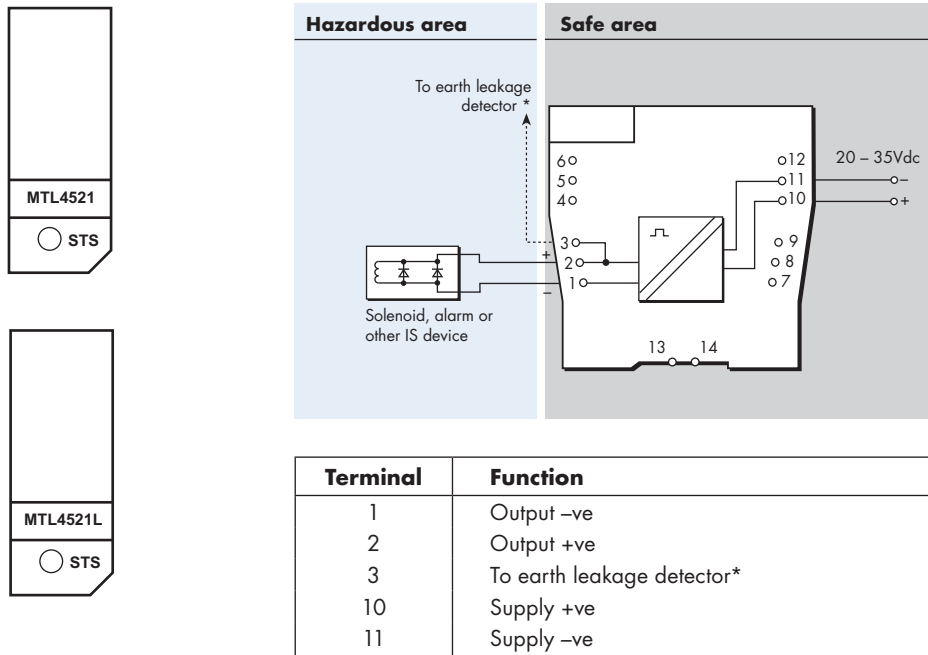 MTL4521
STS
MTL4521L
STS
Hazardous area
Safe area
To earth leakage
detector *
6
5
4
3
2
1
+
–
12
11
10
9
8
7
20 – 35Vdc
–
+
13 14
Solenoid, alarm or
other IS device
Terminal Function
1 Output –ve
2 Output +ve
3 To earth leakage detector*
10 Supply +ve
11 Supply –ve